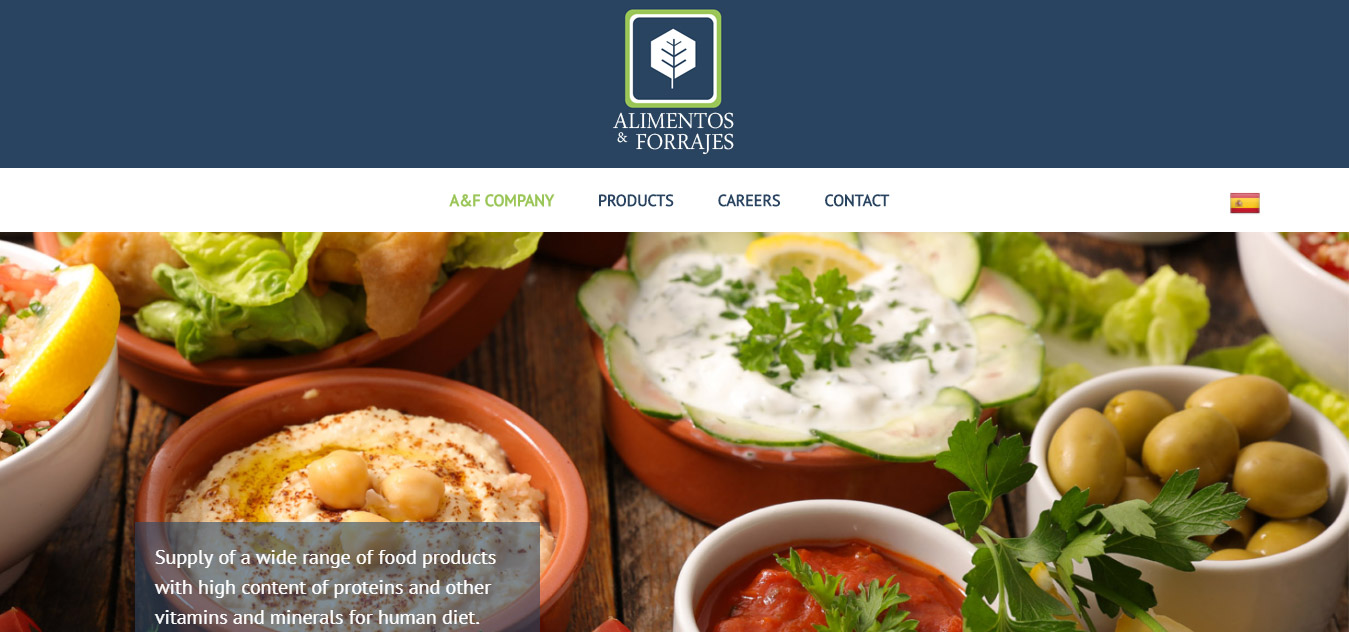 ALIMENTOS
& FORRAJES
A&F COMPANY
PRODUCTS
CAREERS
CONTACT
Supply of a wide range of food products
with high content of proteins and other
vitamins and minerals for human diet.